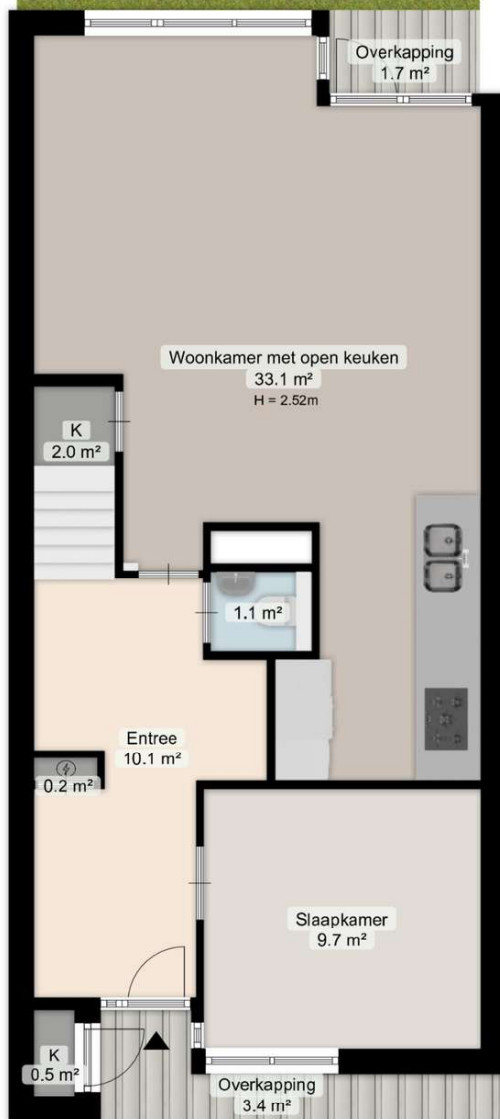 Overkapping
1.7 m²
Woonkamer met open keuken
33.1 m²
H = 2.52m
K
2.0 m²
1.1 m²
Entree
10.1 m²
0.2 m²
Slaapkamer
9.7 m²
K
0.5 m²
Overkapping
3.4 m²